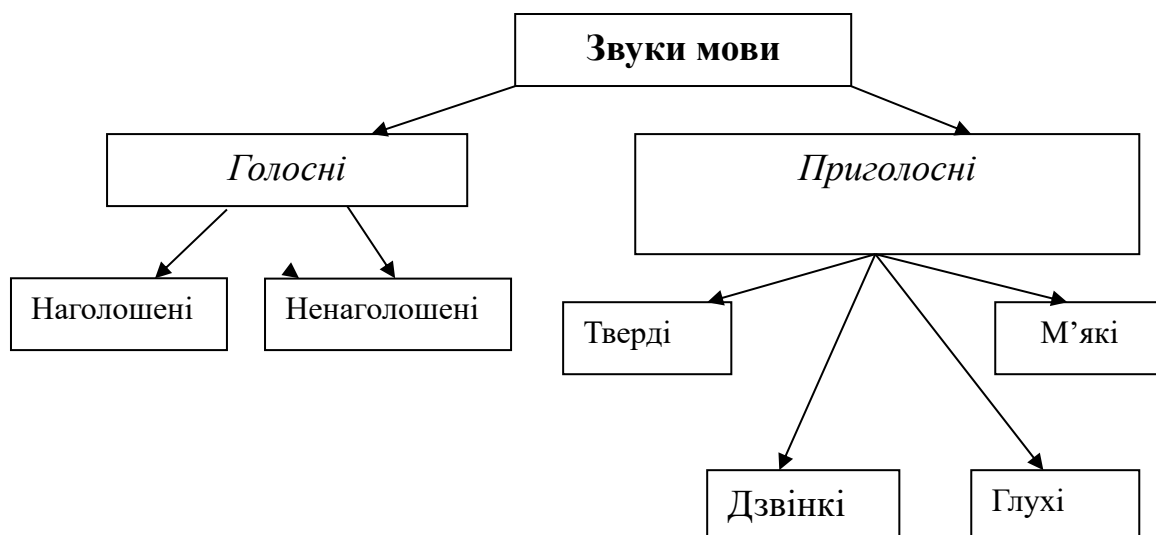 Звуки мови
Голосні
Приголосні
Наголошені
Ненаголошені
Тверді
М’які
Дзвінкі
Глухі